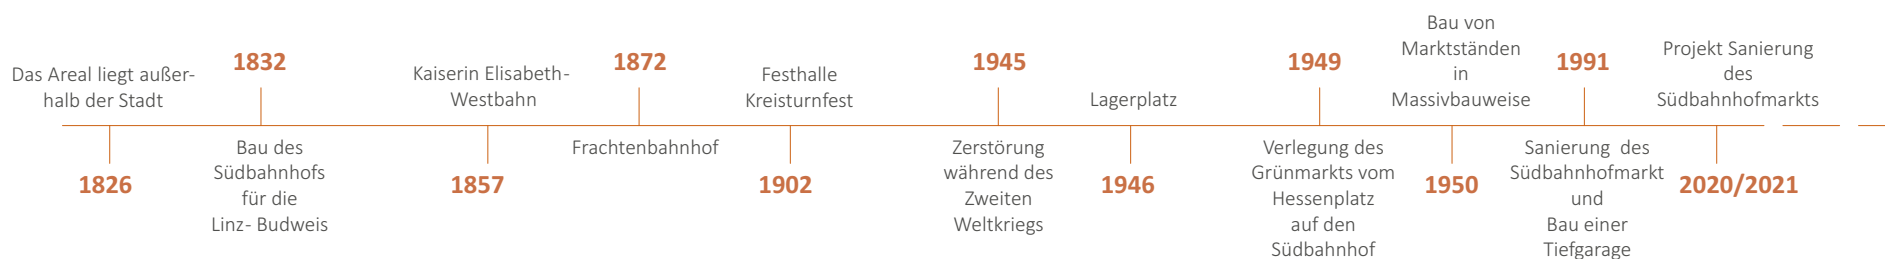 Das Areal liegt außer-
halb der Stadt
1826
1832
Bau des
Südbahnhofs
für die
Linz- Budweis
Kaiserin Elisabeth-
Westbahn
1857
1872
Frachtenbahnhof
Festhalle
Kreisturnfest
1902
1945
Zerstörung
während des
Zweiten
Weltkriegs
Lagerplatz
1946
1949
Verlegung des
Grünmarkts vom
Hessenplatz
auf den
Südbahnhof
Bau von
Marktständen
in
Massivbauweise
1950
1991
Sanierung des
Südbahnhofmarkt
und
Bau einer
Tiefgarage
Projekt Sanierung
des
Südbahnhofmarkts
2020/2021